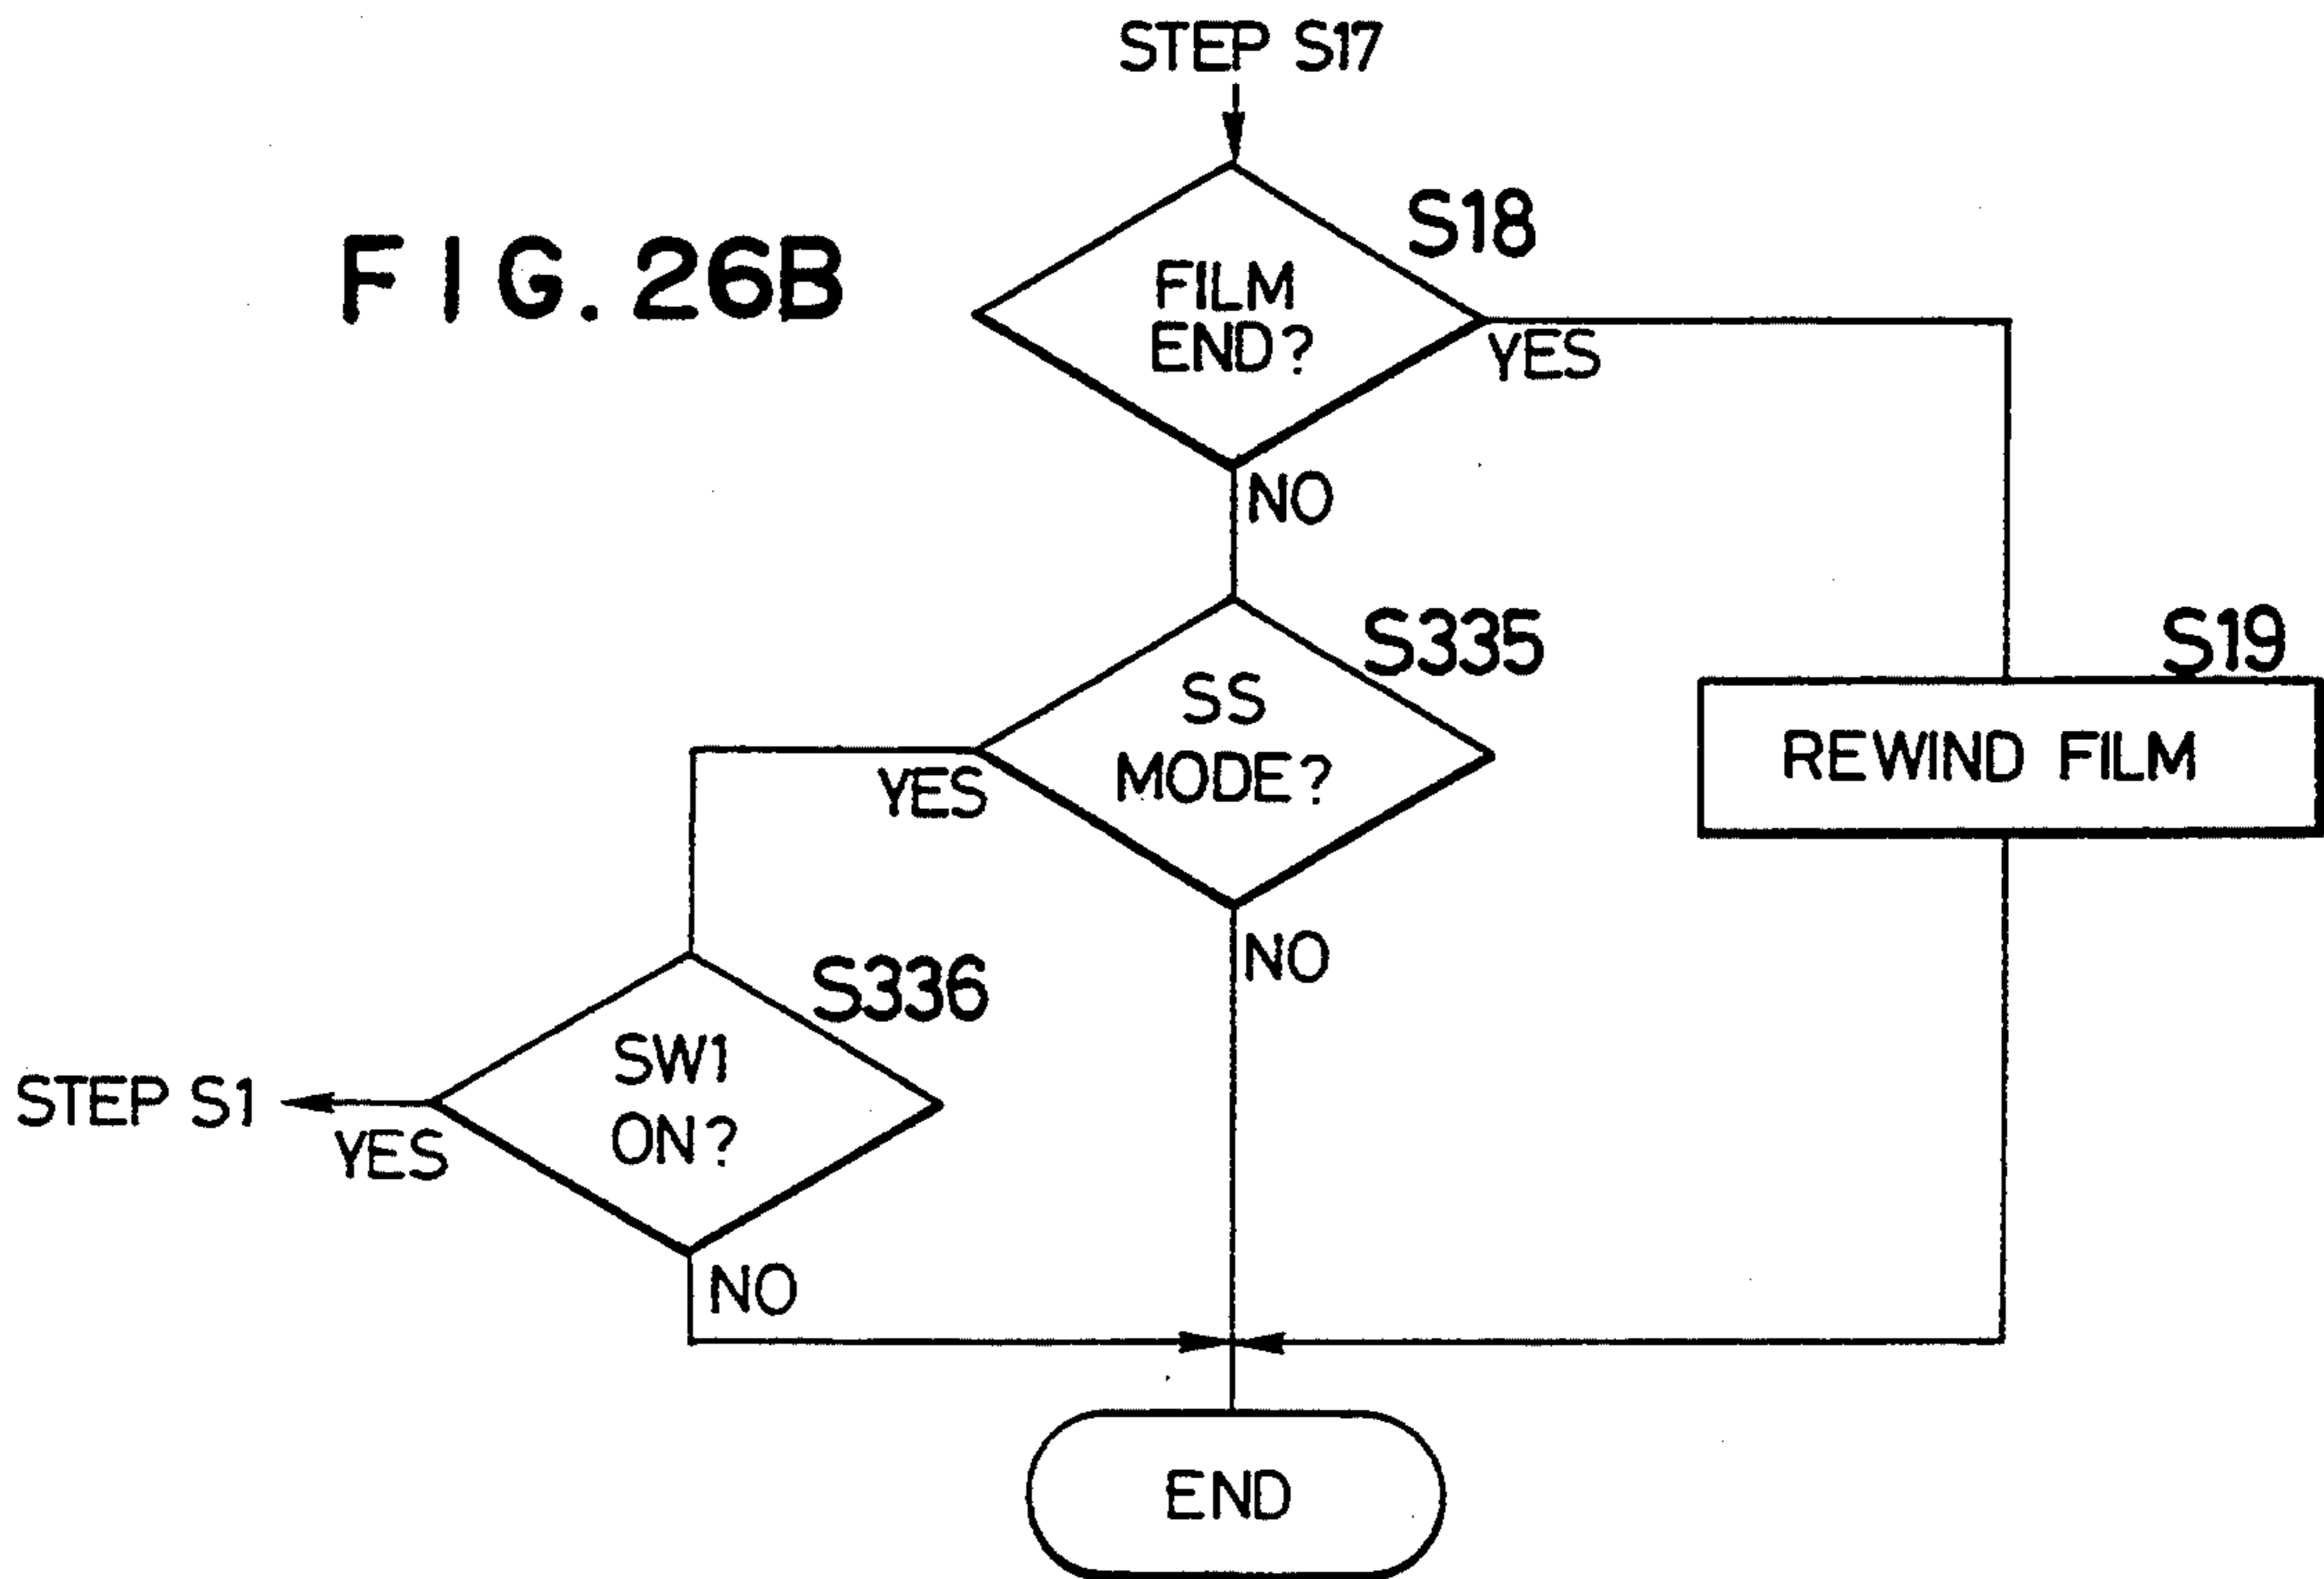 STEP S17
FIG. 26B
S18
FILM
END?
YES
NO
S335
SS
MODE?
YES
NO
S19
REWIND FILM
S336
SW1
ON?
STEP S1
YES
NO
END